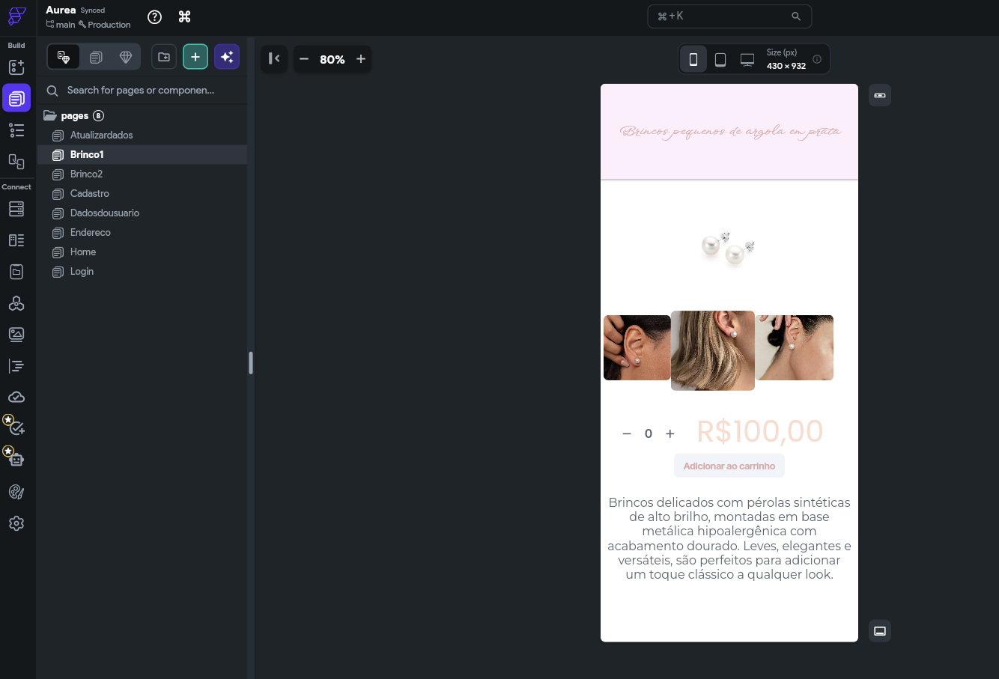 Aurea Synced
main Production
⌘+K
Build
80%
Size (px)
430 × 932
Search for pages or componen...
pages 8
Atualizardados
Brinco1
Brinco2
Connect
Cadastro
Dadosdousuario
Endereco
Home
Login
Brincos pequenos de argola em prata
0
R$100,00
Adicionar ao carrinho
Brincos delicados com pérolas sintéticas
de alto brilho, montadas em base
metálica hipoalergênica com
acabamento dourado. Leves, elegantes e
versáteis, são perfeitos para adicionar
um toque clássico a qualquer look.